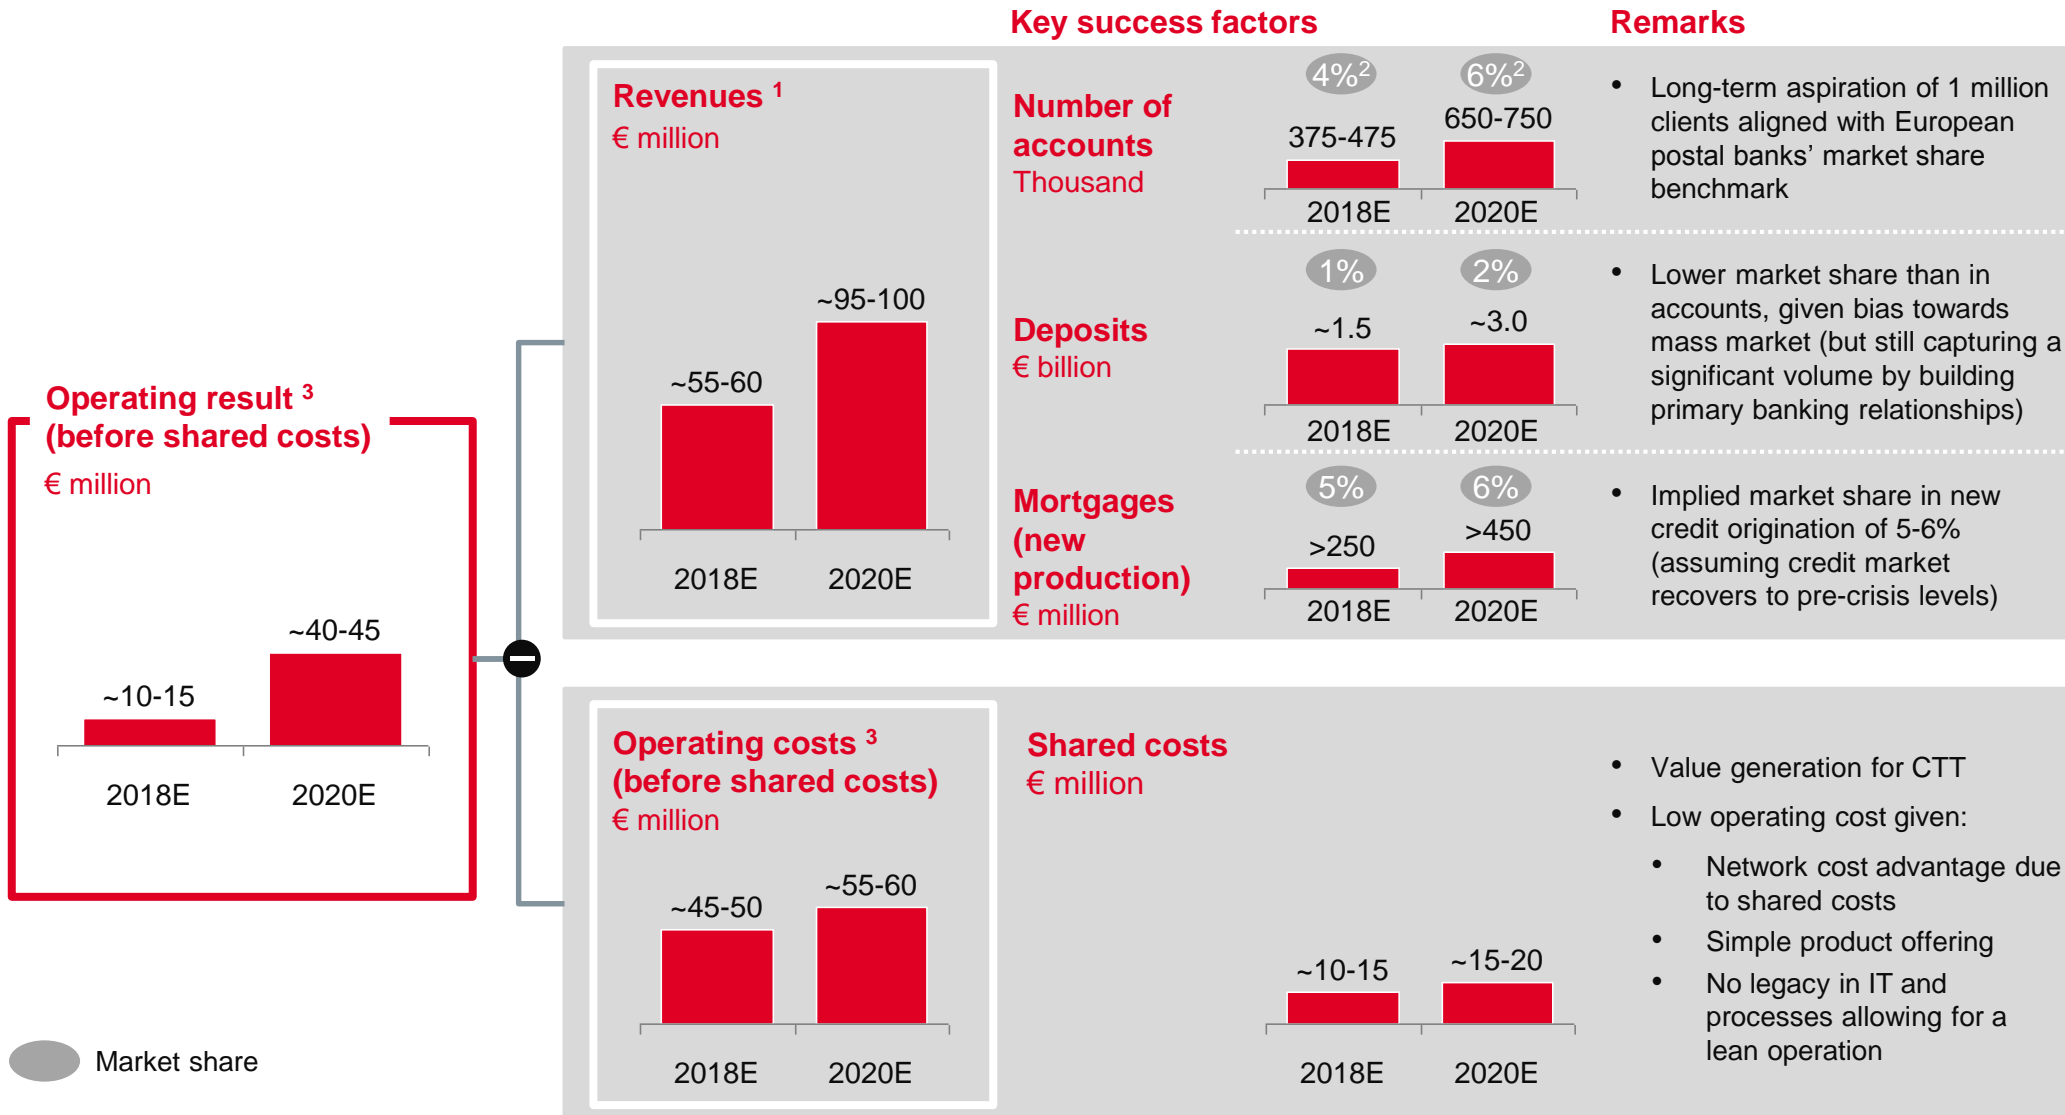 Key success factors
Remarks
Revenues ¹
€ million
~55-60
~95-100
2018E
2020E
Number of
accounts
Thousand
4%²
6%²
375-475
650-750
2018E
2020E
• Long-term aspiration of 1 million
clients aligned with European
postal banks’ market share
benchmark
Deposits
€ billion
1%
2%
~1.5
~3.0
2018E
2020E
• Lower market share than in
accounts, given bias towards
mass market (but still capturing a
significant volume by building
primary banking relationships)
Mortgages
(new
production)
€ million
5%
6%
>250
>450
2018E
2020E
• Implied market share in new
credit origination of 5-6%
(assuming credit market
recovers to pre-crisis levels)
Operating result ³
(before shared costs)
€ million
~10-15
~40-45
2018E
2020E
Operating costs ³
(before shared costs)
€ million
~45-50
~55-60
2018E
2020E
Shared costs
€ million
~10-15
~15-20
2018E
2020E
• Value generation for CTT
• Low operating cost given:
• Network cost advantage due
to shared costs
• Simple product offering
• No legacy in IT and
processes allowing for a
lean operation
Market share